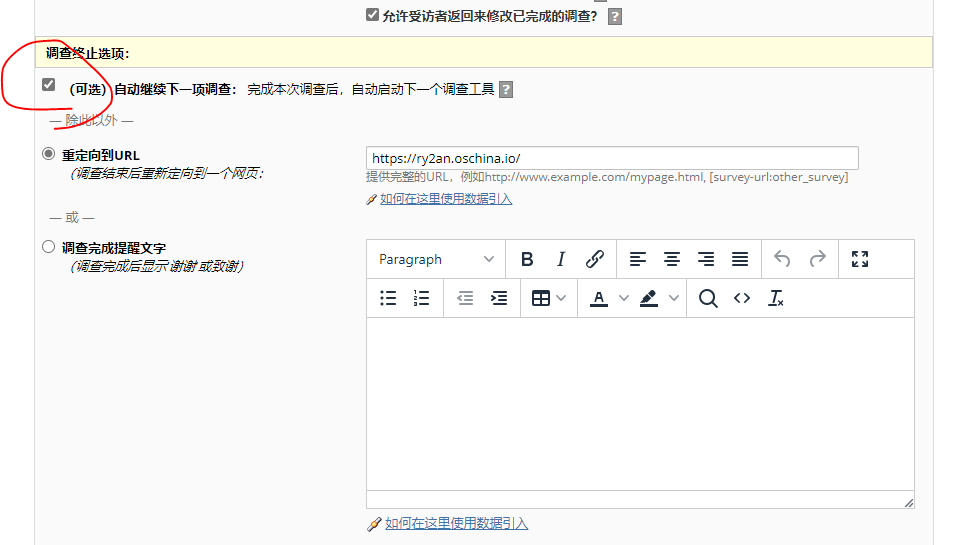 允许受访者返回来修改已完成的调查? ?
调查终止选项:
（可选）自动继续下一项调查: 完成本次调查后，自动启动下一个调查工具 ?
— 除此以外 —
重定向到URL
（调查结束后重新定向到一个网页:
https://ry2an.oschina.io/
提供完整的URL，例如http://www.example.com/mypage.html, [survey-url:other_survey]
如何在这里使用数据引入
— 或 —
调查完成提醒文字
（调查完成后显示 谢谢 或致谢）
Paragraph B I
A
如何在这里使用数据引入